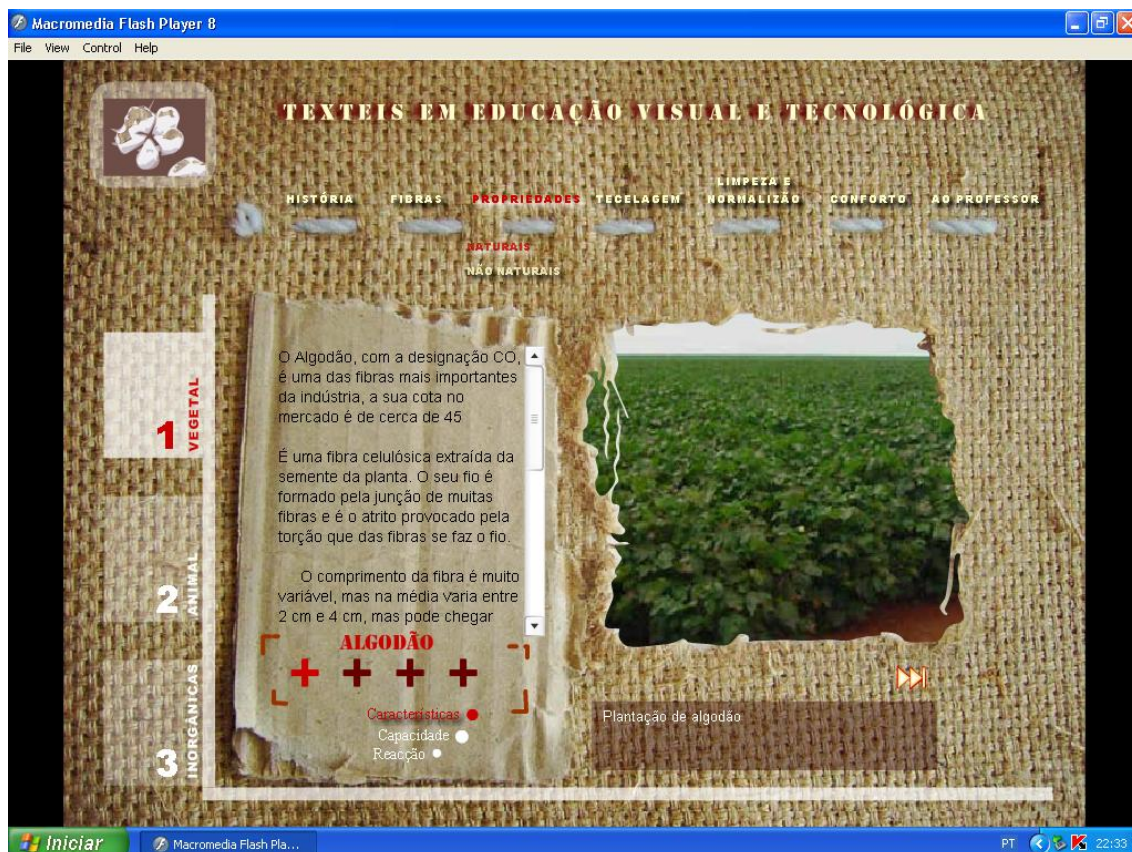 Macromedia Flash Player 8
File View Control Help
TEXTEIS EM EDUCAÇÃO VISUAL E TECNOLÓGICA
HISTÓRIA
FIBRAS
PROPRIEDADES
TECELAGEM
LIMPEZA E
NORMALIZÃO
CONFORTO
AO PROFESSOR
NATURAIS
NÃO NATURAIS
1
VEGETAL
2
ANIMAL
3
INORGÂNICAS
O Algodão, com a designação CO,
é uma das fibras mais importantes
da indústria, a sua cota no
mercado é de cerca de 45
É uma fibra celulósica extraída da
semente da planta. O seu fio é
formado pela junção de muitas
fibras e é o atrito provocado pela
torção que das fibras se faz o fio.
O comprimento da fibra é muito
variável, mas na média varia entre
2 cm e 4 cm, mas pode chegar
ALGODÃO
Características
Capacidade
Reacção
Plantação de algodão
Iniciar
Macromedia Flash Pla...
PT
22:33